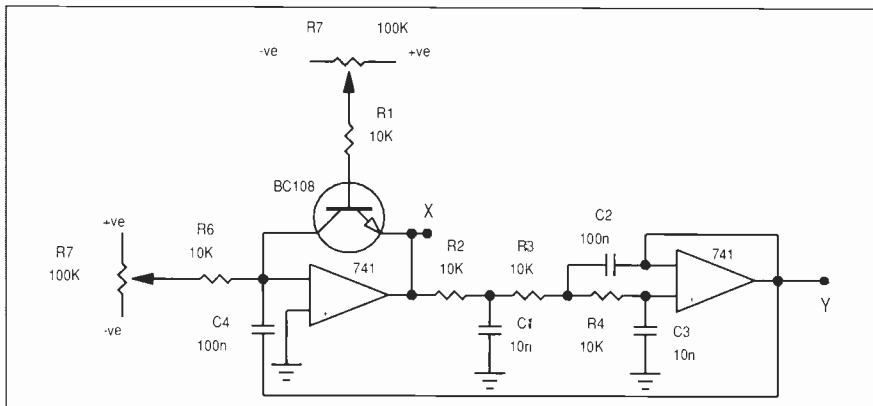 R7 100K
-ve +ve
R1
10K
BC108
X
+ve
R7
100K
-ve
R6
10K
741
+
C4
100n
R2
10K
R3
10K
C1
10n
C2
100n
R4
10K
741
+
C3
10n
Y